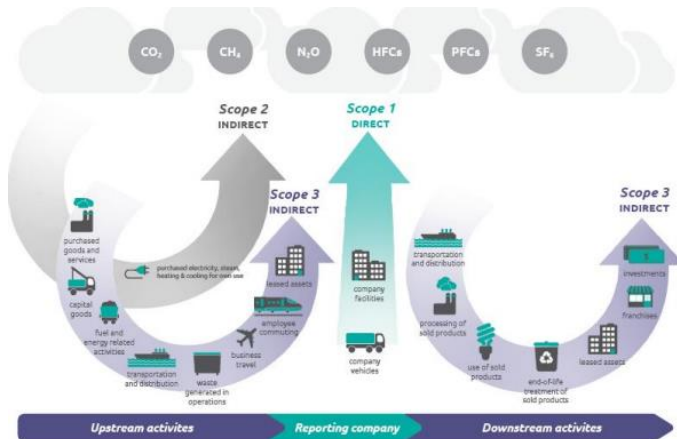 CO₂ CH₄ N₂O HFCs PFCs SF₆
Scope 2
INDIRECT
Scope 1
DIRECT
Scope 3
INDIRECT
Scope 3
INDIRECT
purchased
goods and
services
capital
goods
fuel and
energy related
activities
transportation
and distribution
waste
generated in
operations
business
travel
employee
commuting
leased assets
purchased electricity, steam,
heating & cooling for own use
company
facilities
company
vehicles
transportation
and distribution
processing of
sold products
use of sold
products
end-of-life
treatment of
sold products
leased assets
franchises
investments
Upstream activites
Reporting company
Downstream activites